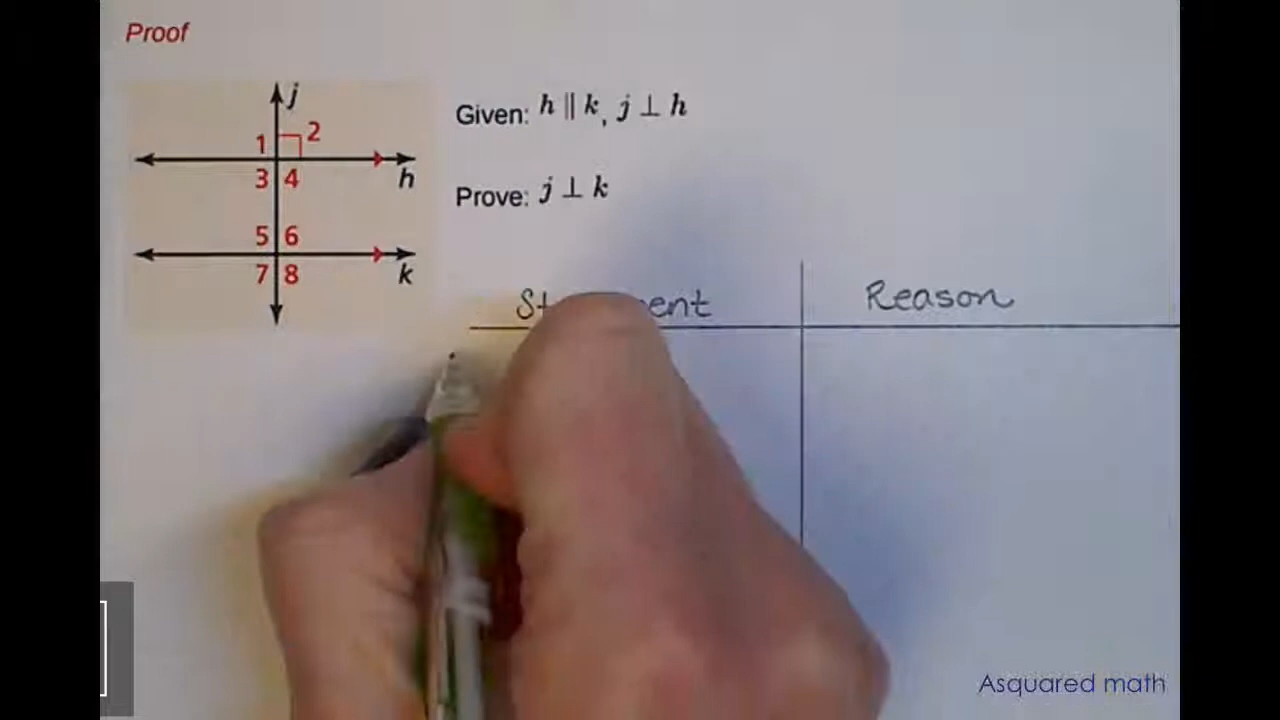 Proof
j
1 2
3 4
h
5 6
7 8
k
Given: h ∥ k, j ⊥ h
Prove: j ⊥ k
Reason
Asquared math